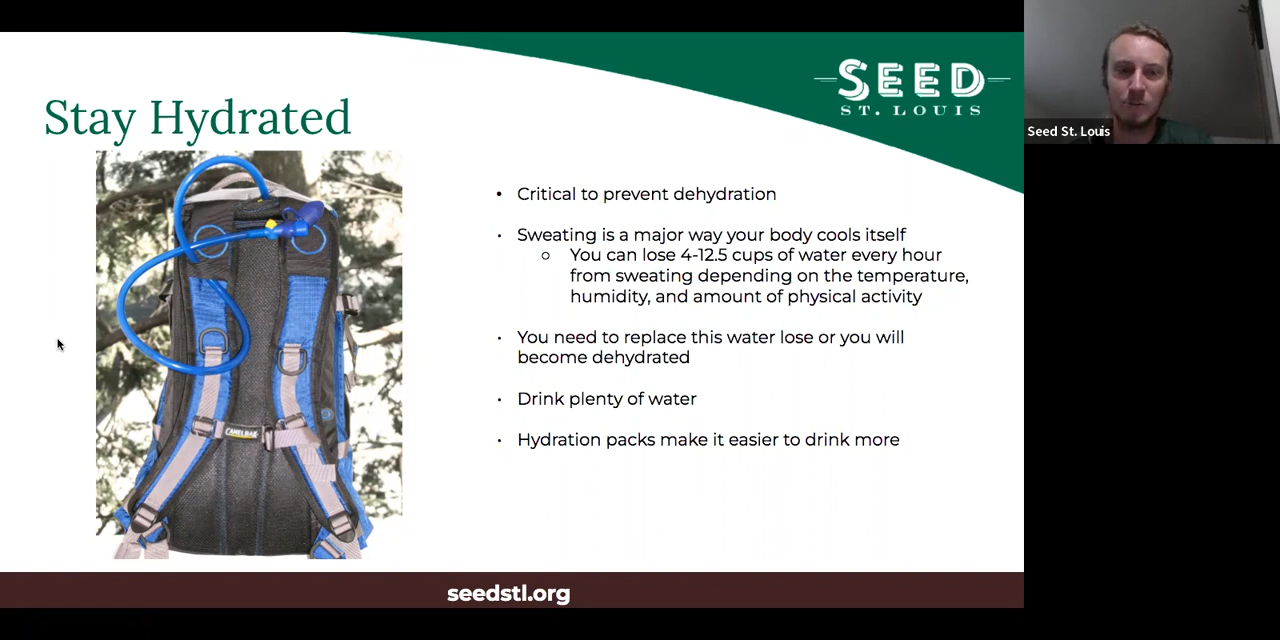 SEED
ST. LOUIS
Seed St. Louis
Stay Hydrated
• Critical to prevent dehydration
• Sweating is a major way your body cools itself
○ You can lose 4-12.5 cups of water every hour
from sweating depending on the temperature,
humidity, and amount of physical activity
• You need to replace this water lose or you will
become dehydrated
• Drink plenty of water
• Hydration packs make it easier to drink more
CAMELBAK
seedstl.org